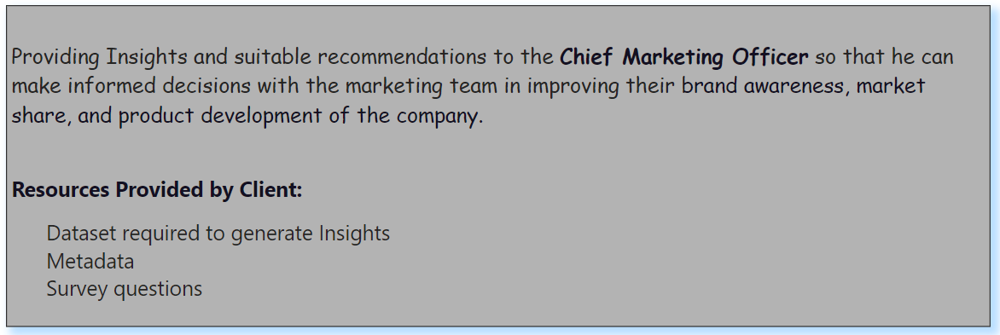 Providing Insights and suitable recommendations to the Chief Marketing Officer so that he can
make informed decisions with the marketing team in improving their brand awareness, market
share, and product development of the company.
Resources Provided by Client:
Dataset required to generate Insights
Metadata
Survey questions